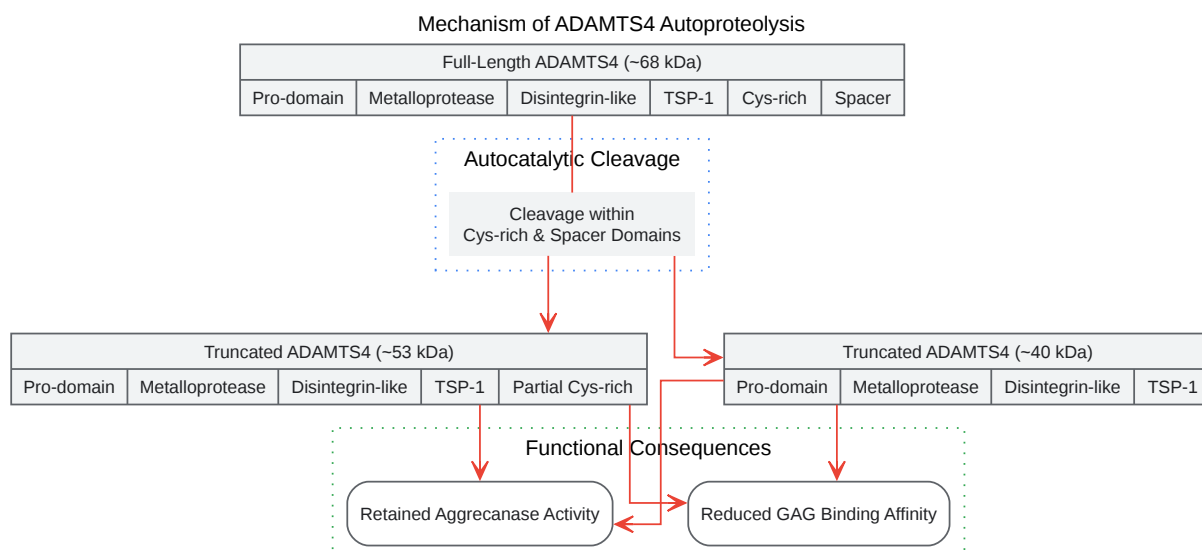 Mechanism of ADAMTS4 Autoproteolysis
Full-Length ADAMTS4 (~68 kDa)
Pro-domain Metalloprotease Disintegrin-like TSP-1 Cys-rich Spacer
Autocatalytic Cleavage
Cleavage within
Cys-rich & Spacer Domains
Truncated ADAMTS4 (~53 kDa)
Pro-domain Metalloprotease Disintegrin-like TSP-1 Partial Cys-rich
Truncated ADAMTS4 (~40 kDa)
Pro-domain Metalloprotease Disintegrin-like TSP-1
Functional Consequences
Retained Aggrecanase Activity
Reduced GAG Binding Affinity